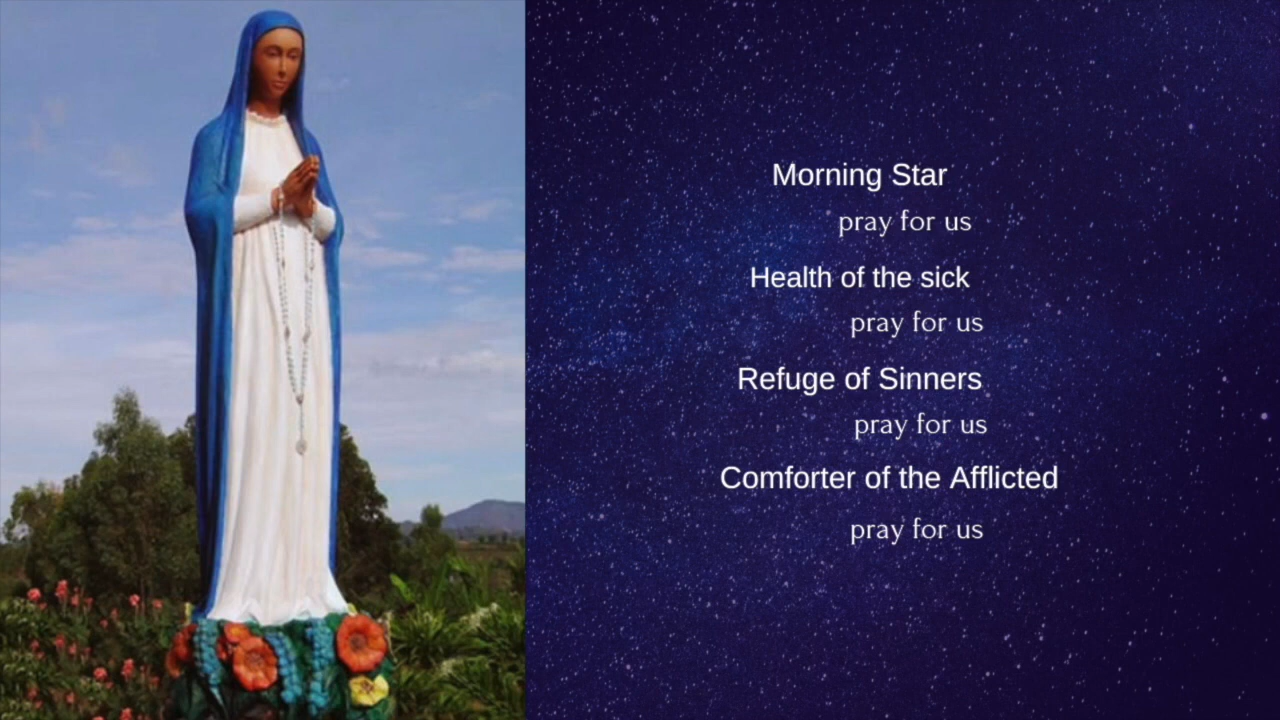 Morning Star
pray for us
Health of the sick
pray for us
Refuge of Sinners
pray for us
Comforter of the Afflicted
pray for us